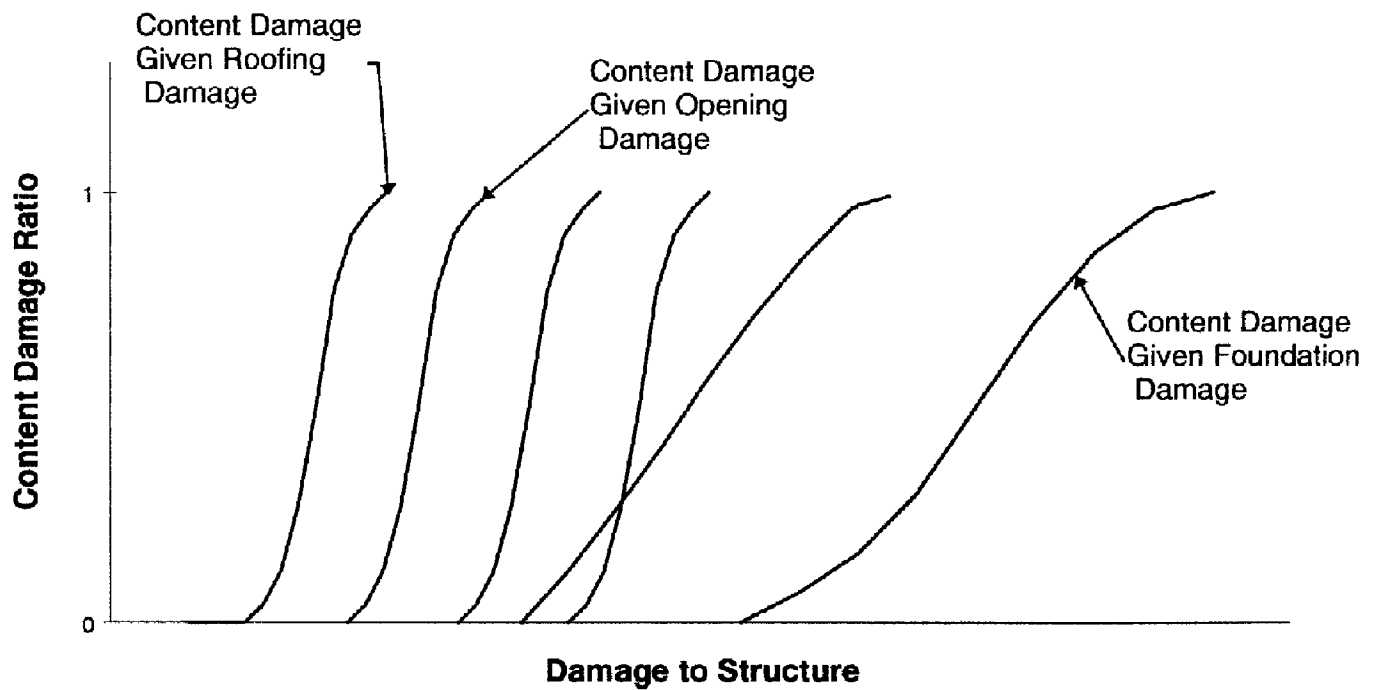 Content Damage
Given Roofing
Damage
Content Damage
Given Opening
Damage
1
Content Damage Ratio
Content Damage
Given Foundation
Damage
0
Damage to Structure